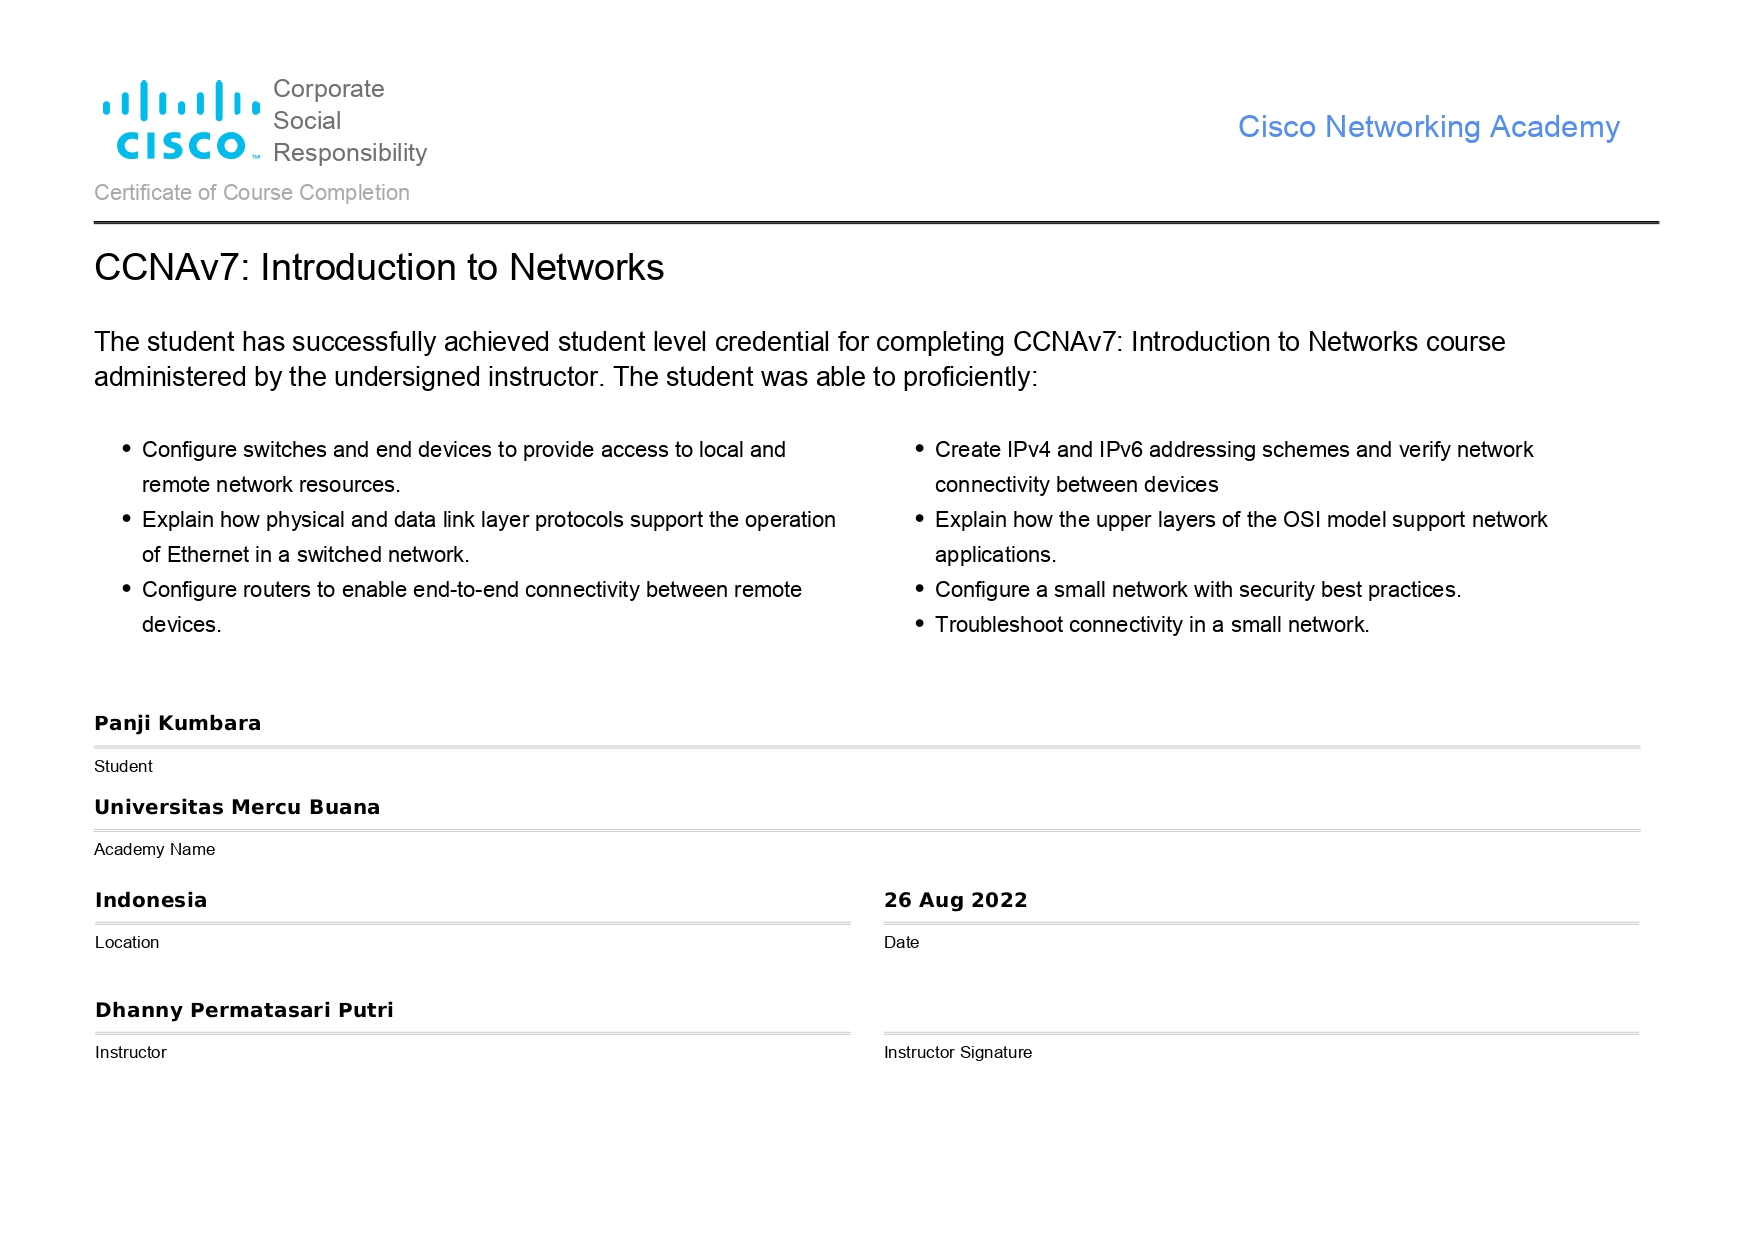 Corporate
Social
Responsibility
CISCO™
Cisco Networking Academy
Certificate of Course Completion
CCNAv7: Introduction to Networks
The student has successfully achieved student level credential for completing CCNAv7: Introduction to Networks course
administered by the undersigned instructor. The student was able to proficiently:
• Configure switches and end devices to provide access to local and
remote network resources.
• Explain how physical and data link layer protocols support the operation
of Ethernet in a switched network.
• Configure routers to enable end-to-end connectivity between remote
devices.
• Create IPv4 and IPv6 addressing schemes and verify network
connectivity between devices
• Explain how the upper layers of the OSI model support network
applications.
• Configure a small network with security best practices.
• Troubleshoot connectivity in a small network.
Panji Kumbara
Student
Universitas Mercu Buana
Academy Name
Indonesia
Location
26 Aug 2022
Date
Dhanny Permatasari Putri
Instructor
Instructor Signature